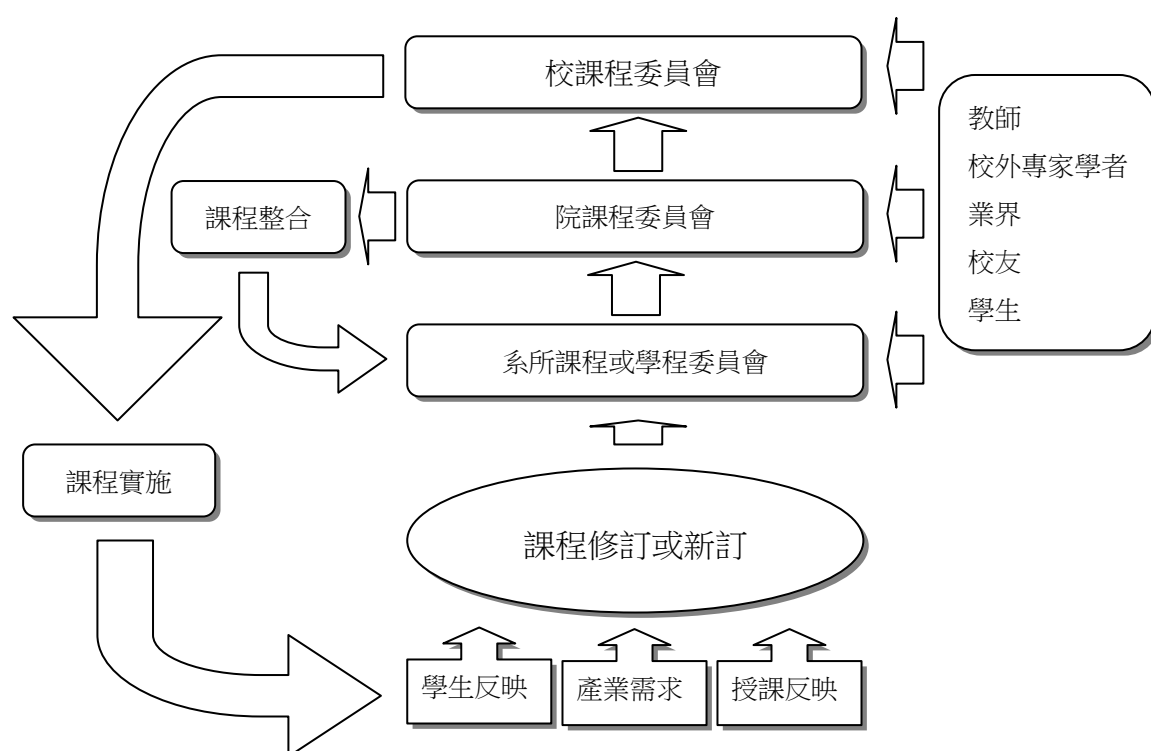 校課程委員會
教師
校外專家學者
業界
校友
學生
課程整合
院課程委員會
系所課程或學程委員會
課程實施
課程修訂或新訂
學生反映
產業需求
授課反映